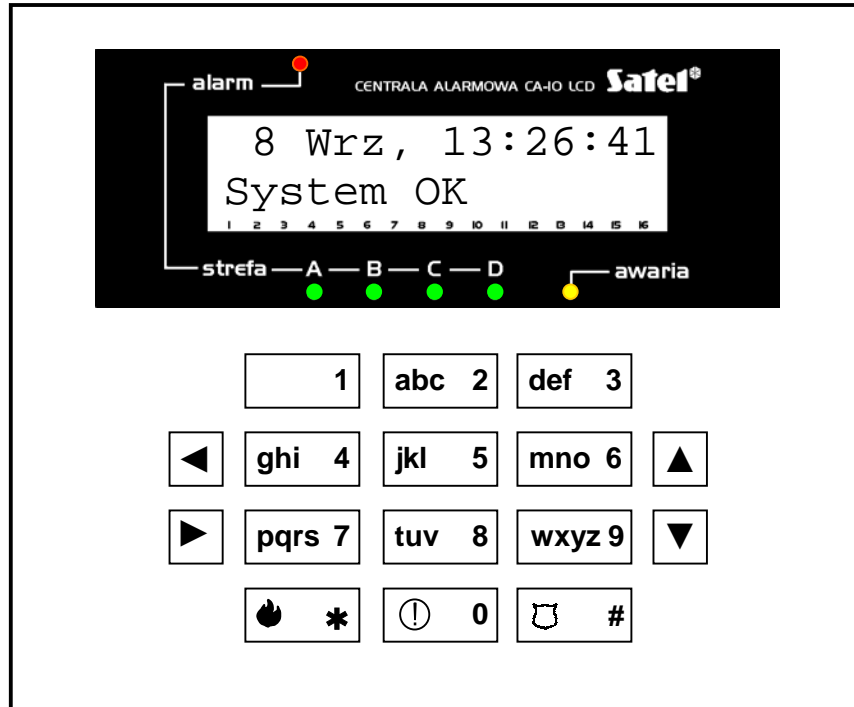 alarm
CENTRALA ALARMOWA CA-10 LCD Satel®
8 Wrz, 13:26:41
System OK
1 2 3 4 5 6 7 8 9 10 11 12 13 14 15 16
strefa A B C D awaria
1 abc 2 def 3
ghi 4 jkl 5 mno 6
pqrs 7 tuv 8 wxyz 9
* ! 0 #